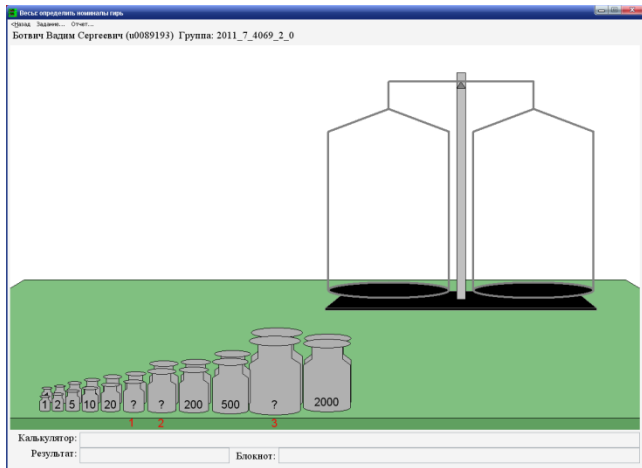 Весы: определить номиналы гирь
Назад Задание... Отчет...
Ботвич Вадим Сергеевич (u0089193) Группа: 2011_7_4069_2_0
1 2 5 10 20 ? ? 200 500 ? 2000
1 2 3
Калькулятор:
Результат: Блокнот: